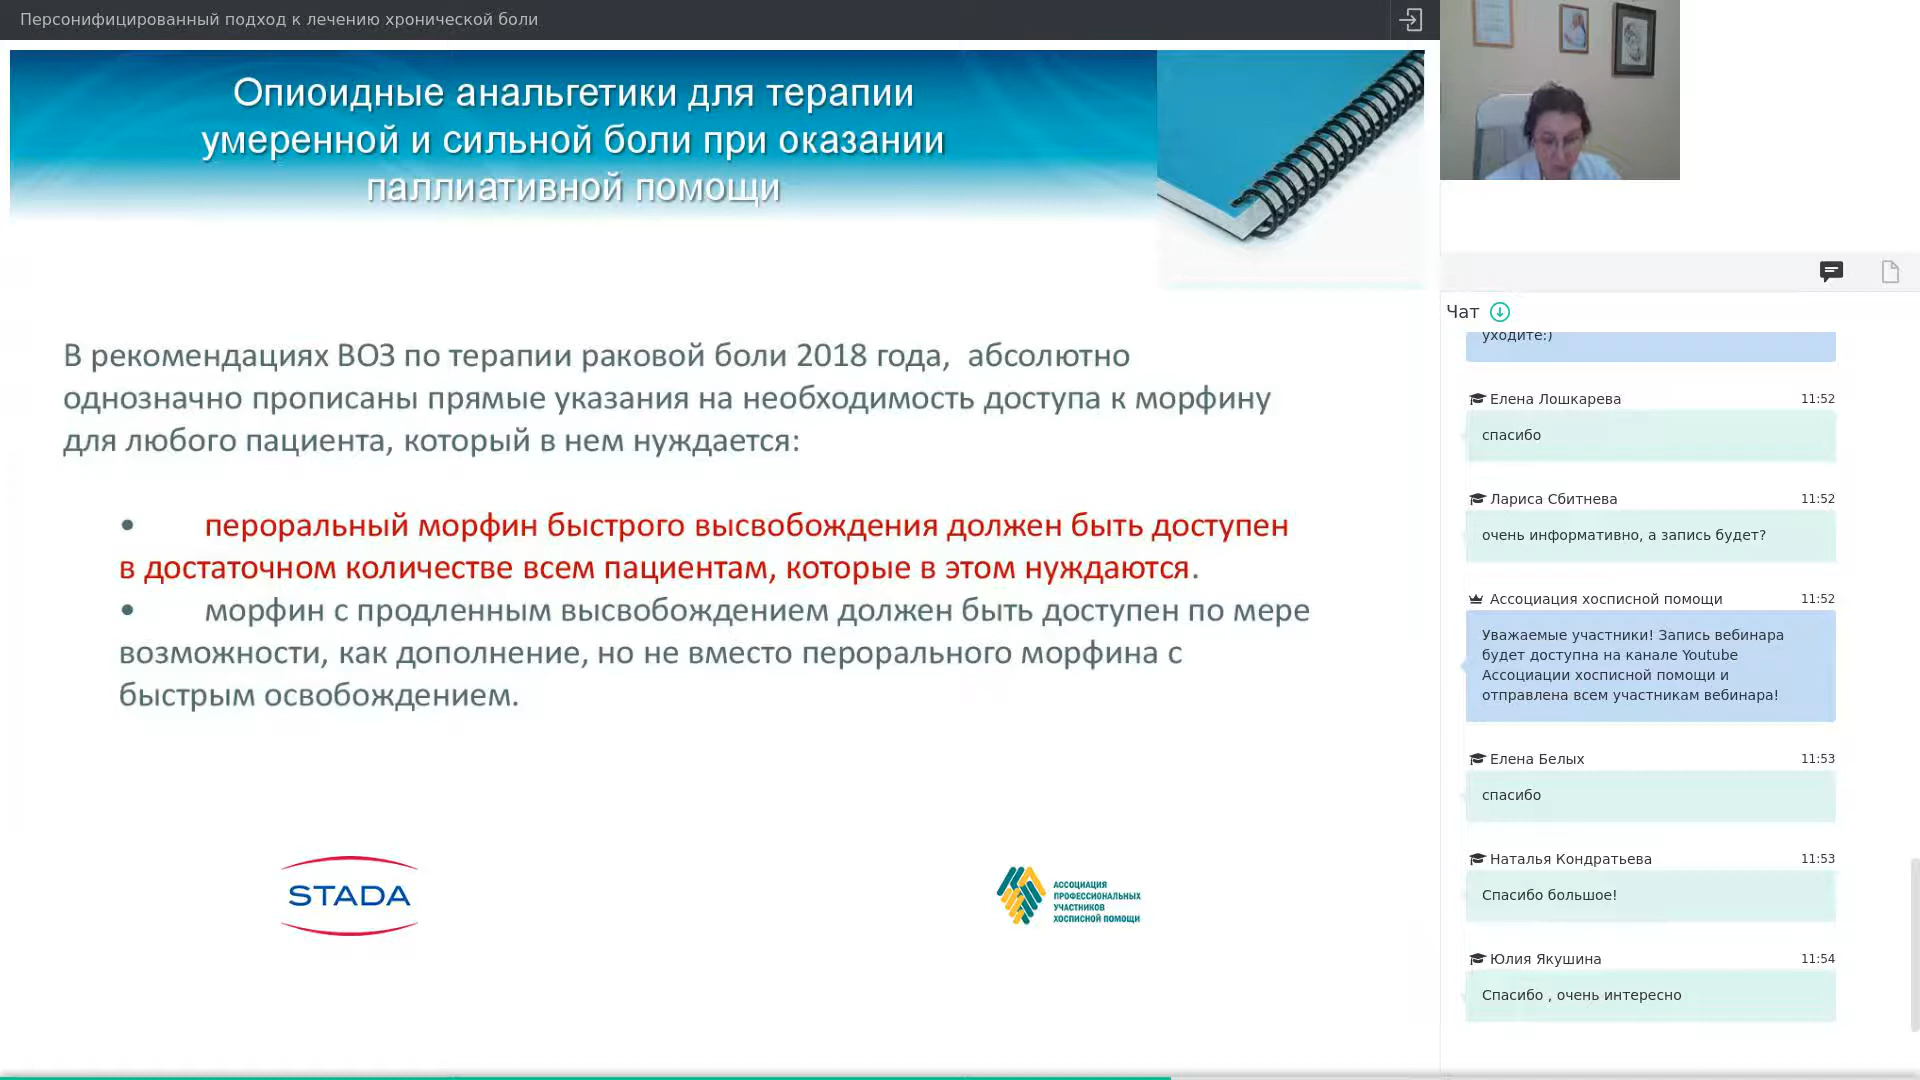 Персонифицированный подход к лечению хронической боли
Опиоидные анальгетики для терапии
умеренной и сильной боли при оказании
паллиативной помощи
В рекомендациях ВОЗ по терапии раковой боли 2018 года,  абсолютно
однозначно прописаны прямые указания на необходимость доступа к морфину
для любого пациента, который в нем нуждается:
• пероральный морфин быстрого высвобождения должен быть доступен
в достаточном количестве всем пациентам, которые в этом нуждаются.
• морфин с продленным высвобождением должен быть доступен по мере
возможности, как дополнение, но не вместо перорального морфина с
быстрым освобождением.
STADA
АССОЦИАЦИЯ
ПРОФЕССИОНАЛЬНЫХ
УЧАСТНИКОВ
ХОСПИСНОЙ ПОМОЩИ
Чат
уходите:)
Елена Лошкарева 11:52
спасибо
Лариса Сбитнева 11:52
очень информативно, а запись будет?
Ассоциация хосписной помощи 11:52
Уважаемые участники! Запись вебинара
будет доступна на канале Youtube
Ассоциации хосписной помощи и
отправлена всем участникам вебинара!
Елена Белых 11:53
спасибо
Наталья Кондратьева 11:53
Спасибо большое!
Юлия Якушина 11:54
Спасибо , очень интересно